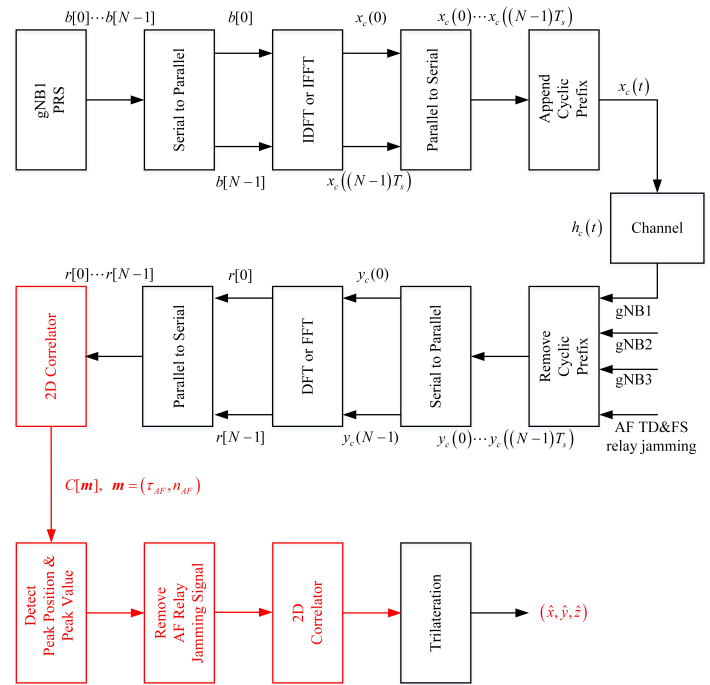 b[0]⋯b[N−1]
b[0]
x_c(0)
x_c(0)⋯x_c((N−1)T_s)
gNB1
PRS
Serial to Parallel
IDFT or IFFT
Parallel to Serial
Append
Cyclic
Prefix
x_c(t)
b[N−1]
x_c((N−1)T_s)
h_c(t)
Channel
r[0]⋯r[N−1]
r[0]
y_c(0)
2D Correlator
Parallel to Serial
DFT or FFT
Serial to Parallel
Remove
Cyclic
Prefix
gNB1
gNB2
gNB3
AF TD&FS
relay jamming
r[N−1]
y_c(N−1)
y_c(0)⋯y_c((N−1)T_s)
C[m], m=(τ_AF,n_AF)
Detect
Peak Position &
Peak Value
Remove
AF Relay
Jamming Signal
2D
Correlator
Trilateration
(x̂,ŷ,ẑ)